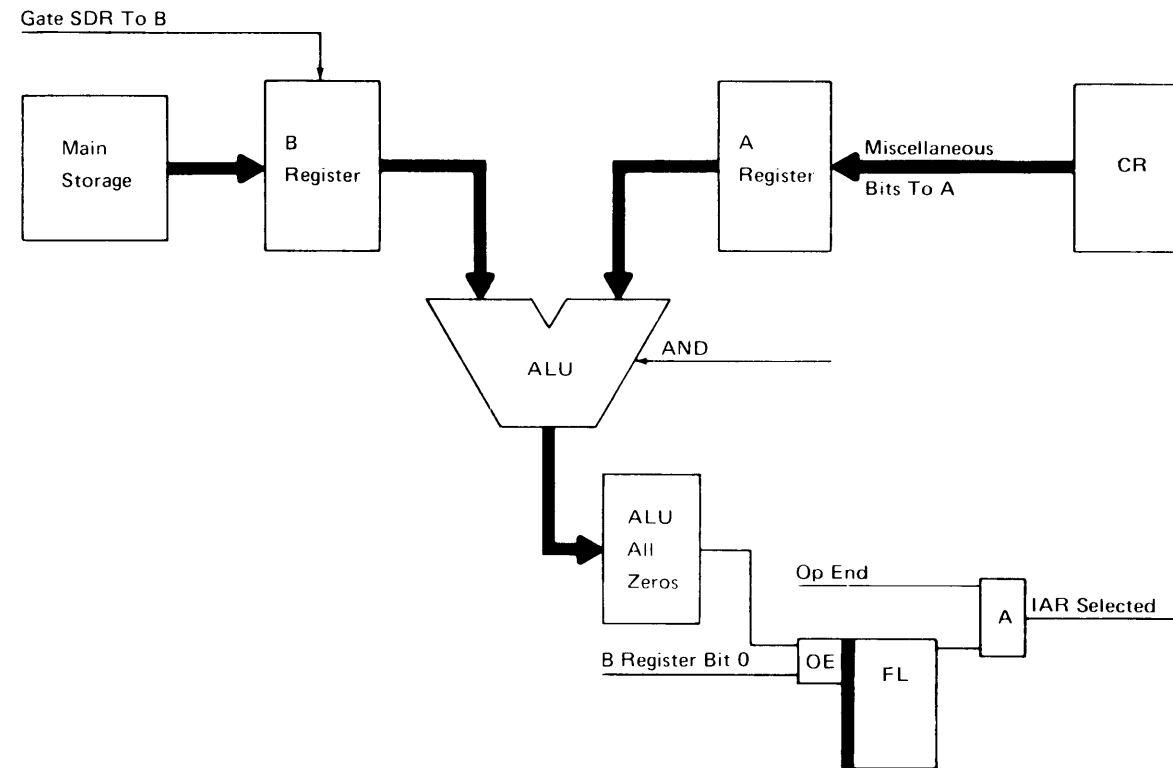 Gate SDR To B
Main
Storage
B
Register
A
Register
Miscellaneous
Bits To A
CR
ALU
AND
ALU
All
Zeros
Op End
A
IAR Selected
B Register Bit 0
OE
FL